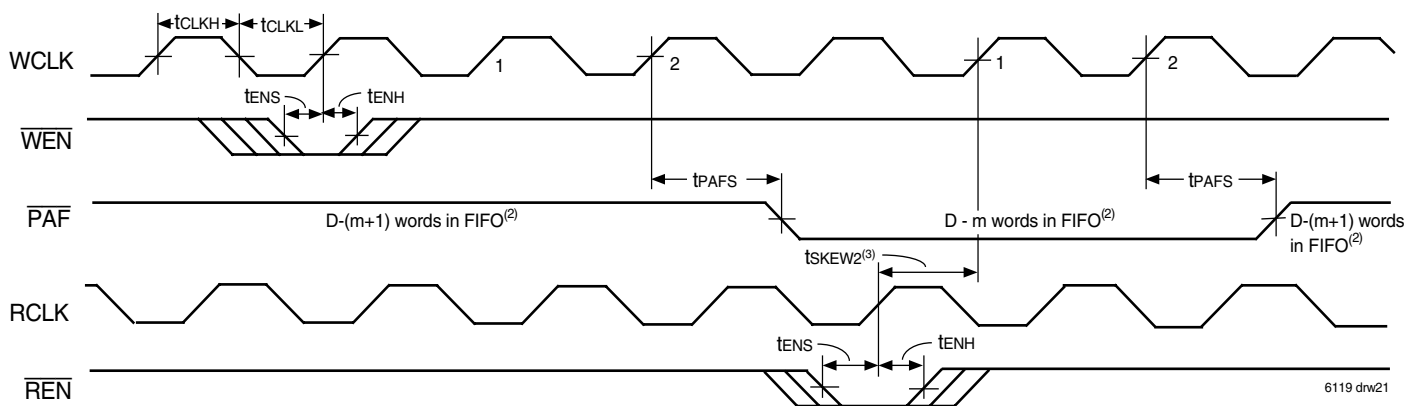 tCLKH tCLKL
WCLK 1 2 1 2
tENS tENH
WEN
tPAFS tPAFS
PAF D-(m+1) words in FIFO(2) D - m words in FIFO(2) D-(m+1) words
in FIFO(2)
tSKEW2(3)
RCLK
tENS tENH
REN
6119 drw21